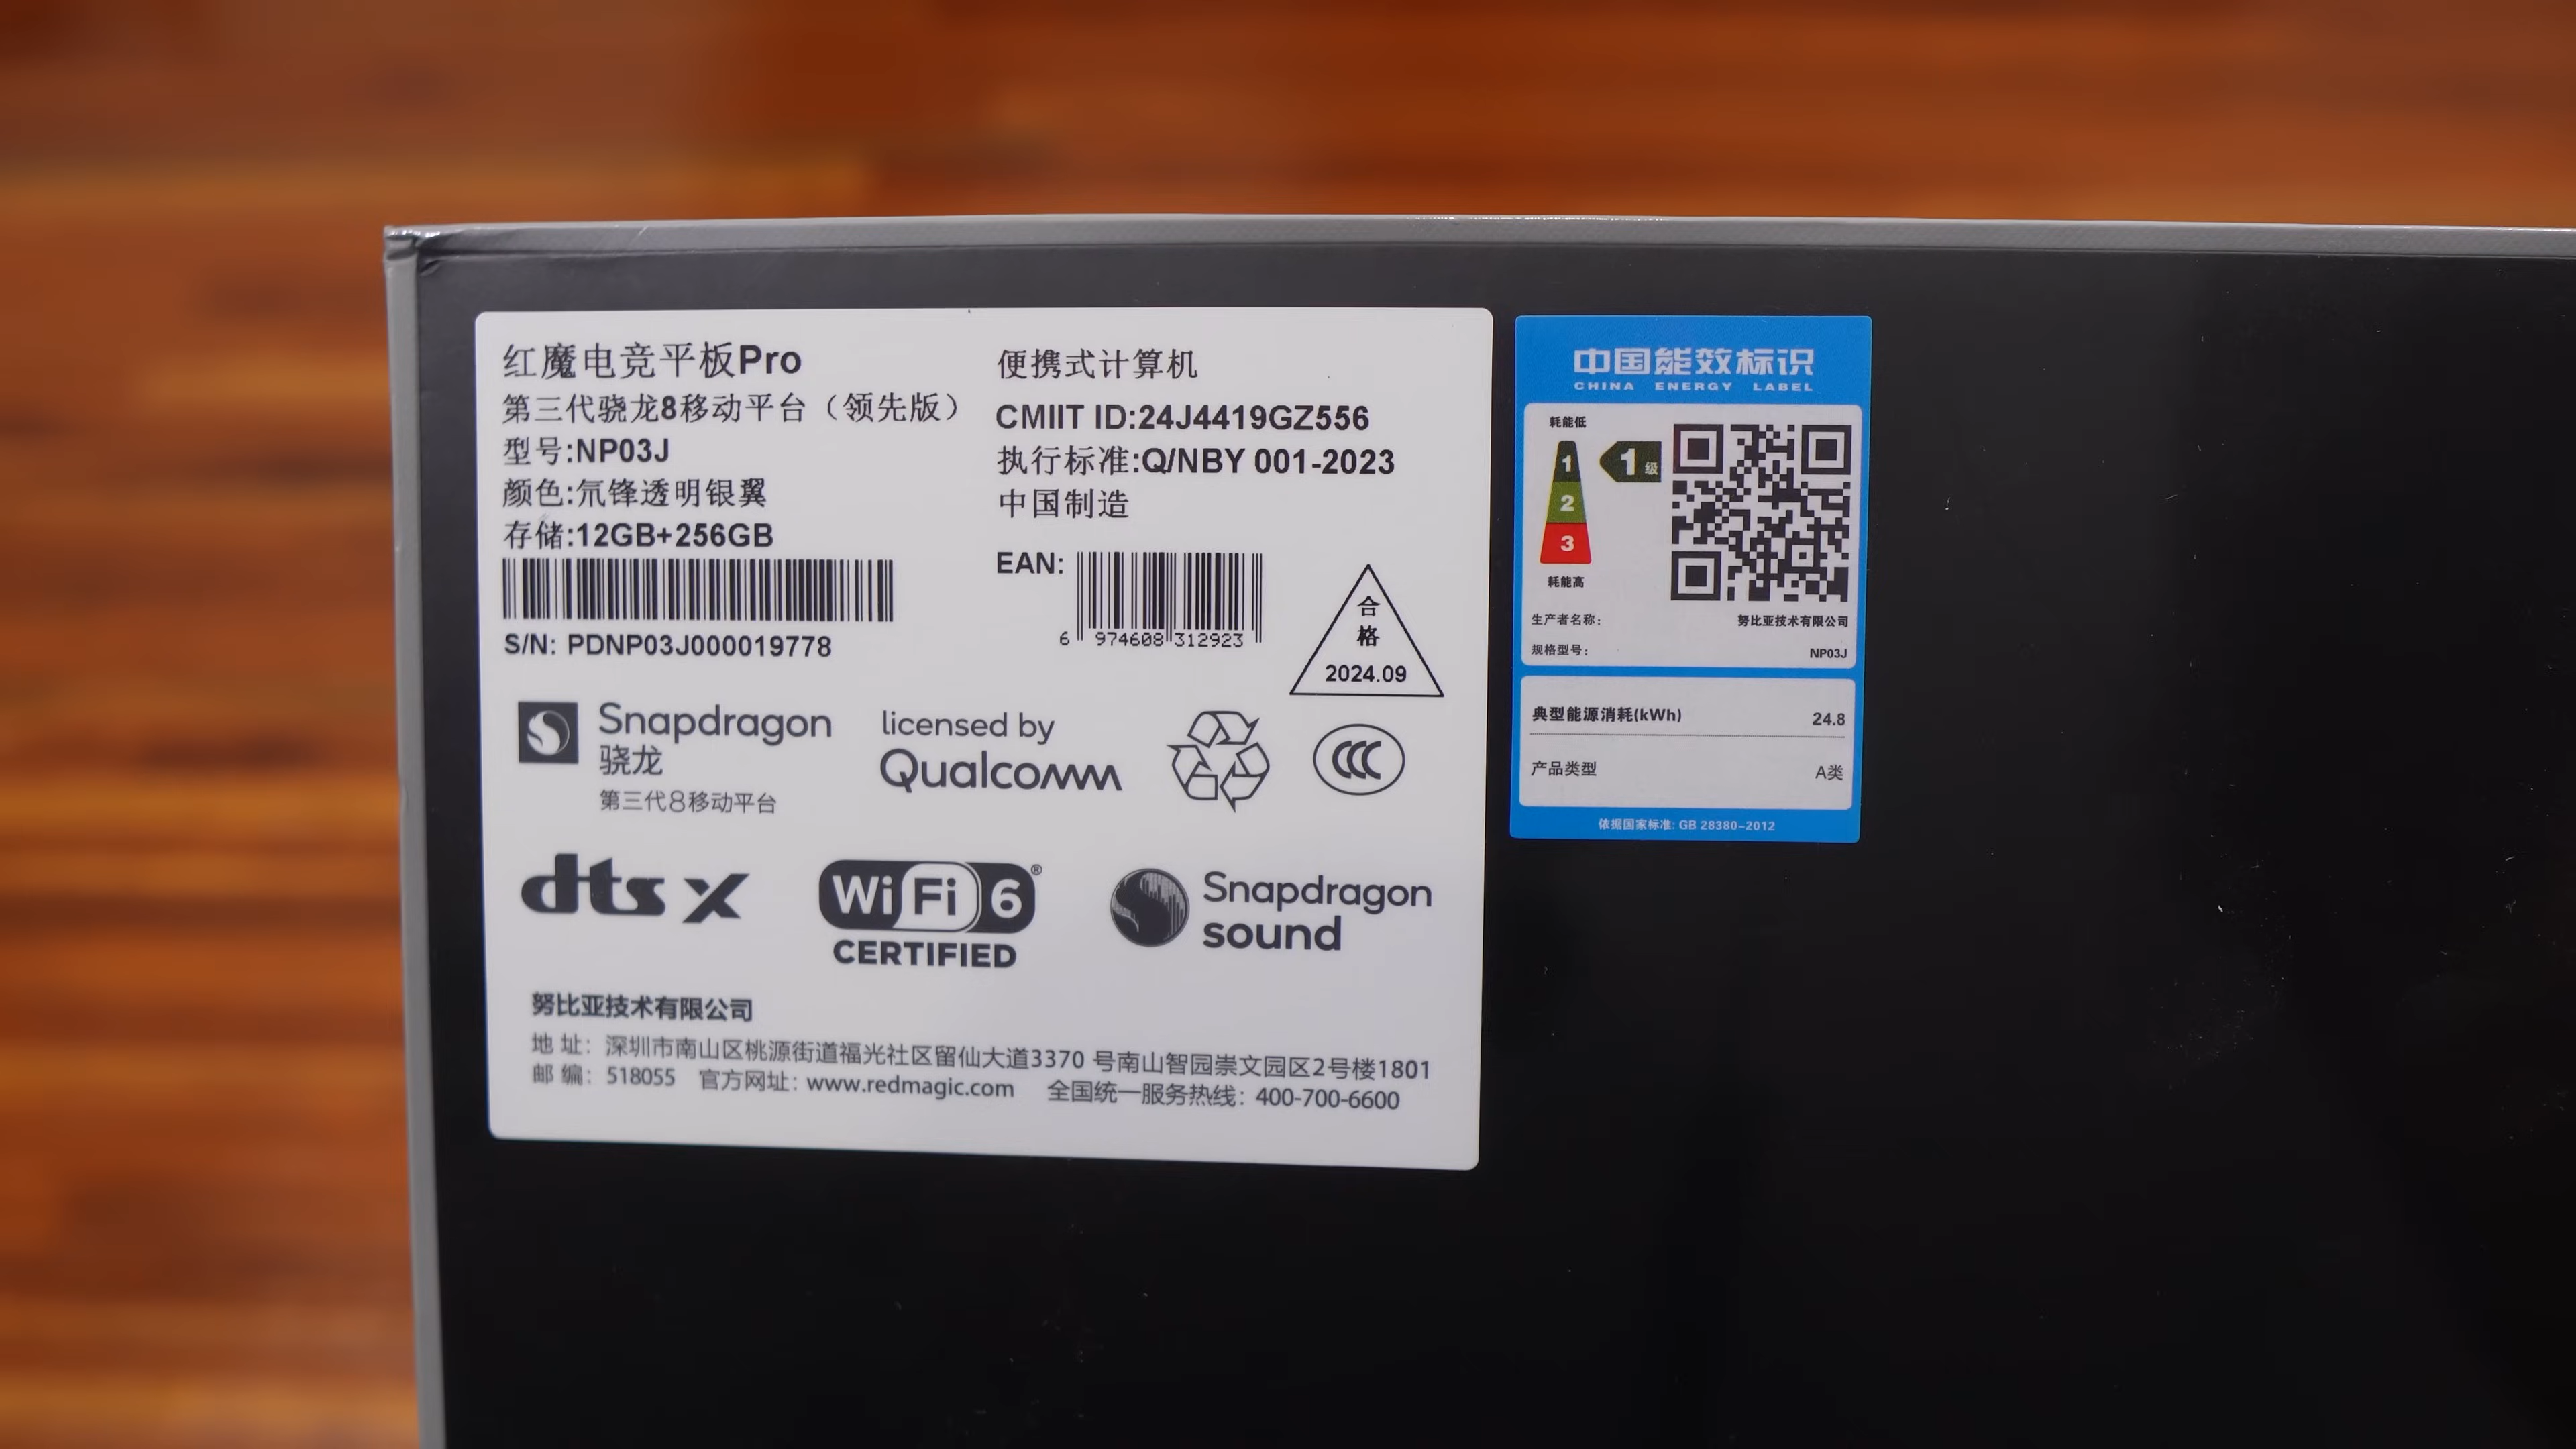 红魔电竞平板Pro
第三代骁龙8移动平台（领先版）
型号:NP03J
颜色:氘锋透明银翼
存储:12GB+256GB
S/N: PDNP03J000019778
便携式计算机
CMIIT ID:24J4419GZ556
执行标准:Q/NBY 001-2023
中国制造
EAN:
6 974608 312923
合
格
2024.09
Snapdragon
骁龙
第三代8移动平台
licensed by
Qualcomm
CCC
dts x
Wi Fi 6®
CERTIFIED
Snapdragon
sound
努比亚技术有限公司
地 址：深圳市南山区桃源街道福光社区留仙大道3370 号南山智园崇文园区2号楼1801
邮 编：518055 官方网址：www.redmagic.com 全国统一服务热线：400-700-6600
中国能效标识
CHINA ENERGY LABEL
耗能低
1
2
3
耗能高
1级
生产者名称： 努比亚技术有限公司
规格型号： NP03J
典型能源消耗(kWh) 24.8
产品类型 A类
依据国家标准: GB 28380-2012